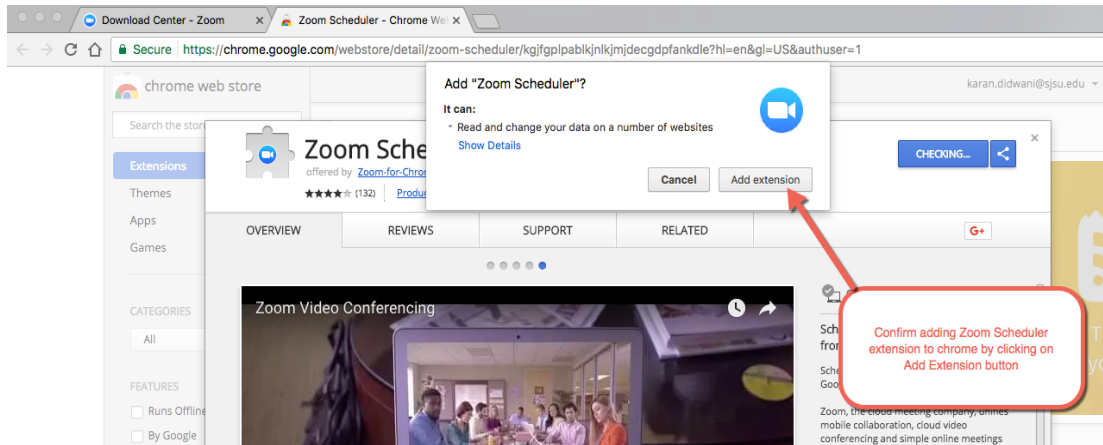 Download Center - Zoom
Zoom Scheduler - Chrome We
Secure https://chrome.google.com/webstore/detail/zoom-scheduler/kgjfgplpablkjnlkjmjdecgdpfankdle?hl=en&gl=US&authuser=1
chrome web store
karan.didwani@sjsu.edu
Search the stor
Extensions
Themes
Apps
Games
CATEGORIES
All
FEATURES
Runs Offline
By Google
Add "Zoom Scheduler"?
It can:
Read and change your data on a number of websites
Show Details
Cancel
Add extension
Zoom Sche
offered by Zoom-for-Chro
(132)
Produ
CHECKING...
OVERVIEW
REVIEWS
SUPPORT
RELATED
G+
Zoom Video Conferencing
Confirm adding Zoom Scheduler
extension to chrome by clicking on
Add Extension button
Sch
Goo
Zoom, the cloud meeting company, unifies
mobile collaboration, cloud video
conferencing and simple online meetings